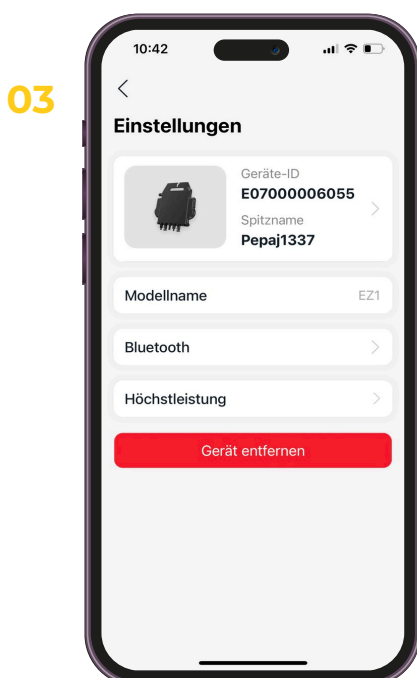 03
10:42
Einstellungen
Geräte-ID
E07000006055
Spitzname
Pepaj1337
Modellname EZ1
Bluetooth
Höchstleistung
Gerät entfernen